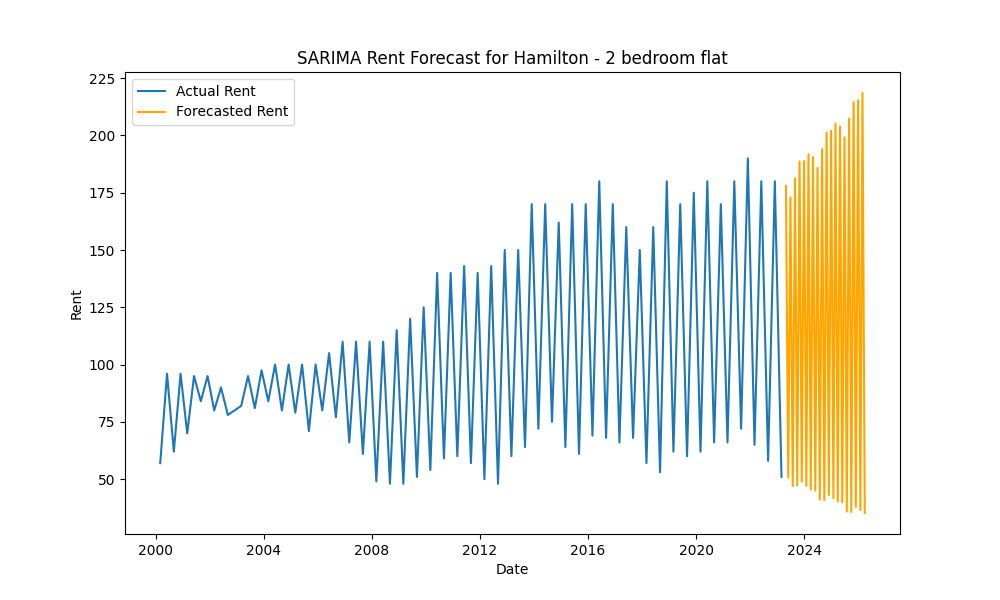 SARIMA Rent Forecast for Hamilton - 2 bedroom flat
Actual Rent
Forecasted Rent
225
200
175
150
125
100
75
50
Rent
2000 2004 2008 2012 2016 2020 2024
Date